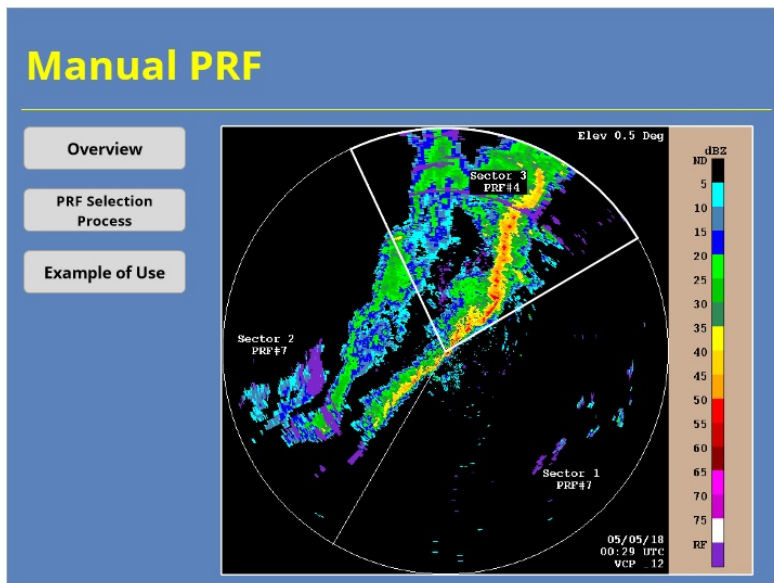 Manual PRF
Overview
PRF Selection
Process
Example of Use
Elev 0.5 Deg
Sector 3
PRF#4
Sector 2
PRF#7
Sector 1
PRF#7
05/05/18
00:29 UTC
VCP 12
dBZ
ND
5
10
15
20
25
30
35
40
45
50
55
60
65
70
75
RF